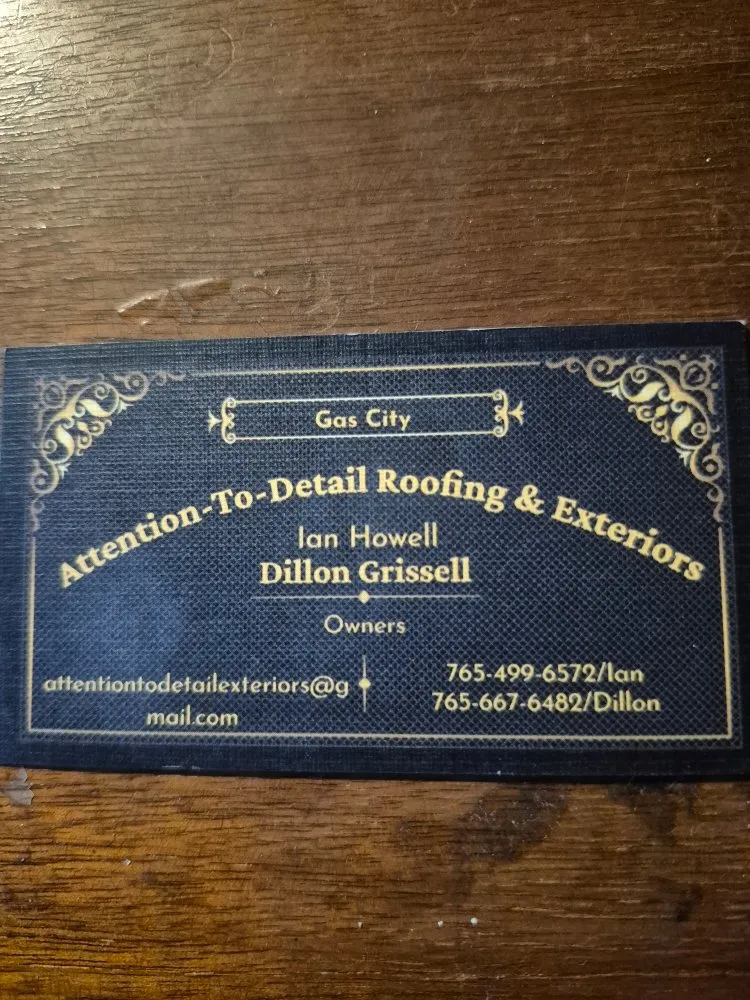 Gas City
Attention-To-Detail Roofing & Exteriors
Ian Howell
Dillon Grissell
Owners
attentiontodetailexteriors@g
mail.com
765-499-6572/Ian
765-667-6482/Dillon